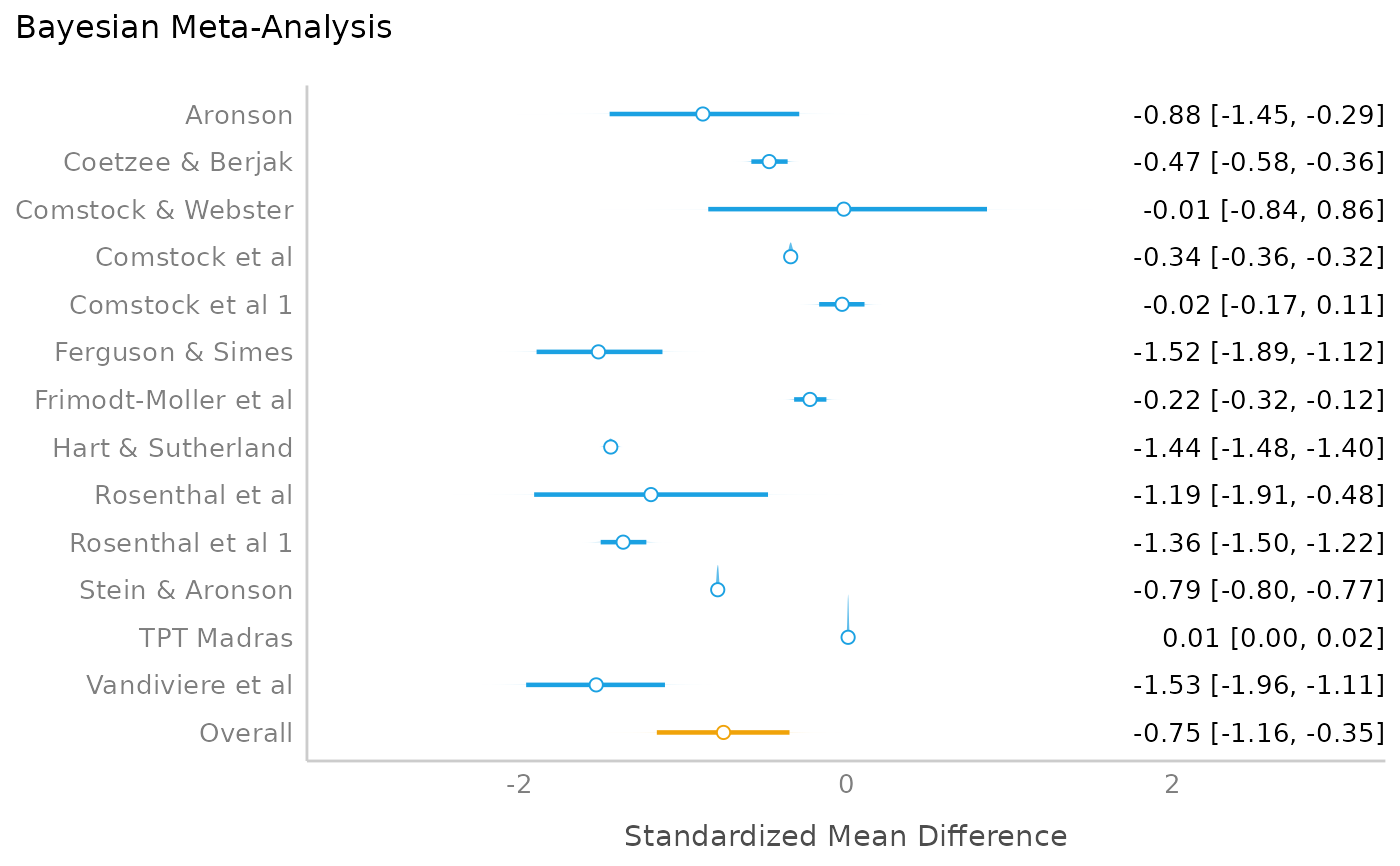 Bayesian Meta-Analysis
Aronson -0.88 [-1.45, -0.29]
Coetzee & Berjak -0.47 [-0.58, -0.36]
Comstock & Webster -0.01 [-0.84, 0.86]
Comstock et al -0.34 [-0.36, -0.32]
Comstock et al 1 -0.02 [-0.17, 0.11]
Ferguson & Simes -1.52 [-1.89, -1.12]
Frimodt-Moller et al -0.22 [-0.32, -0.12]
Hart & Sutherland -1.44 [-1.48, -1.40]
Rosenthal et al -1.19 [-1.91, -0.48]
Rosenthal et al 1 -1.36 [-1.50, -1.22]
Stein & Aronson -0.79 [-0.80, -0.77]
TPT Madras 0.01 [0.00, 0.02]
Vandiviere et al -1.53 [-1.96, -1.11]
Overall -0.75 [-1.16, -0.35]
-2 0 2
Standardized Mean Difference